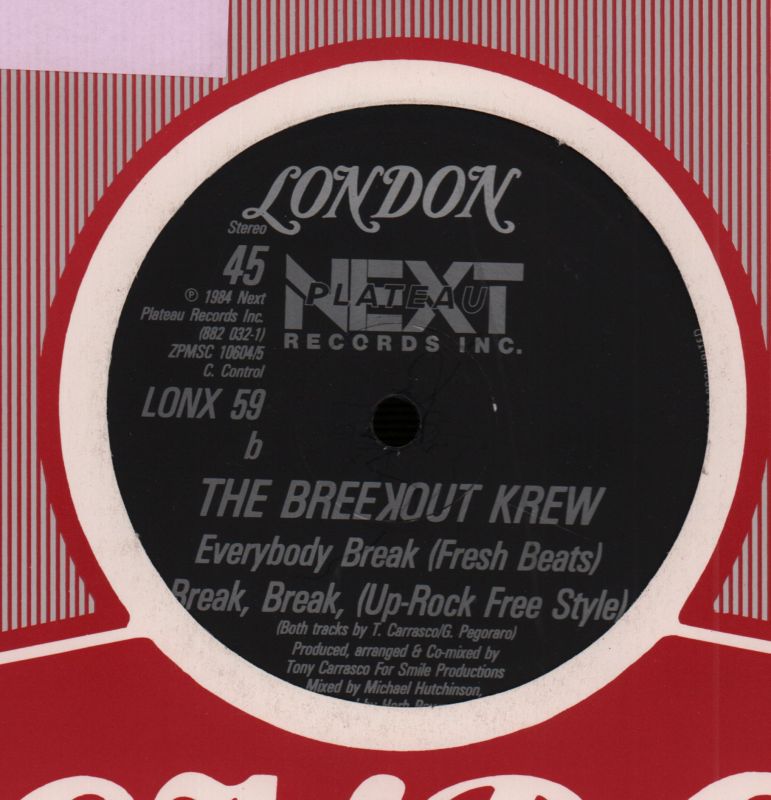 LONDON
Stereo
45
℗ 1984 Next
Plateau Records Inc.
(882 032-1)
ZPMSC 10604/5
C. Control
LONX 59
b
NEXT
PLATEAU
RECORDS INC.
THE BREEKOUT KREW
Everybody Break (Fresh Beats)
Break, Break, (Up-Rock Free Style)
(Both tracks by T. Carrasco/G. Pegoraro)
Produced, arranged & Co-mixed by
Tony Carrasco For Smile Productions
Mixed by Michael Hutchinson,
by Herb